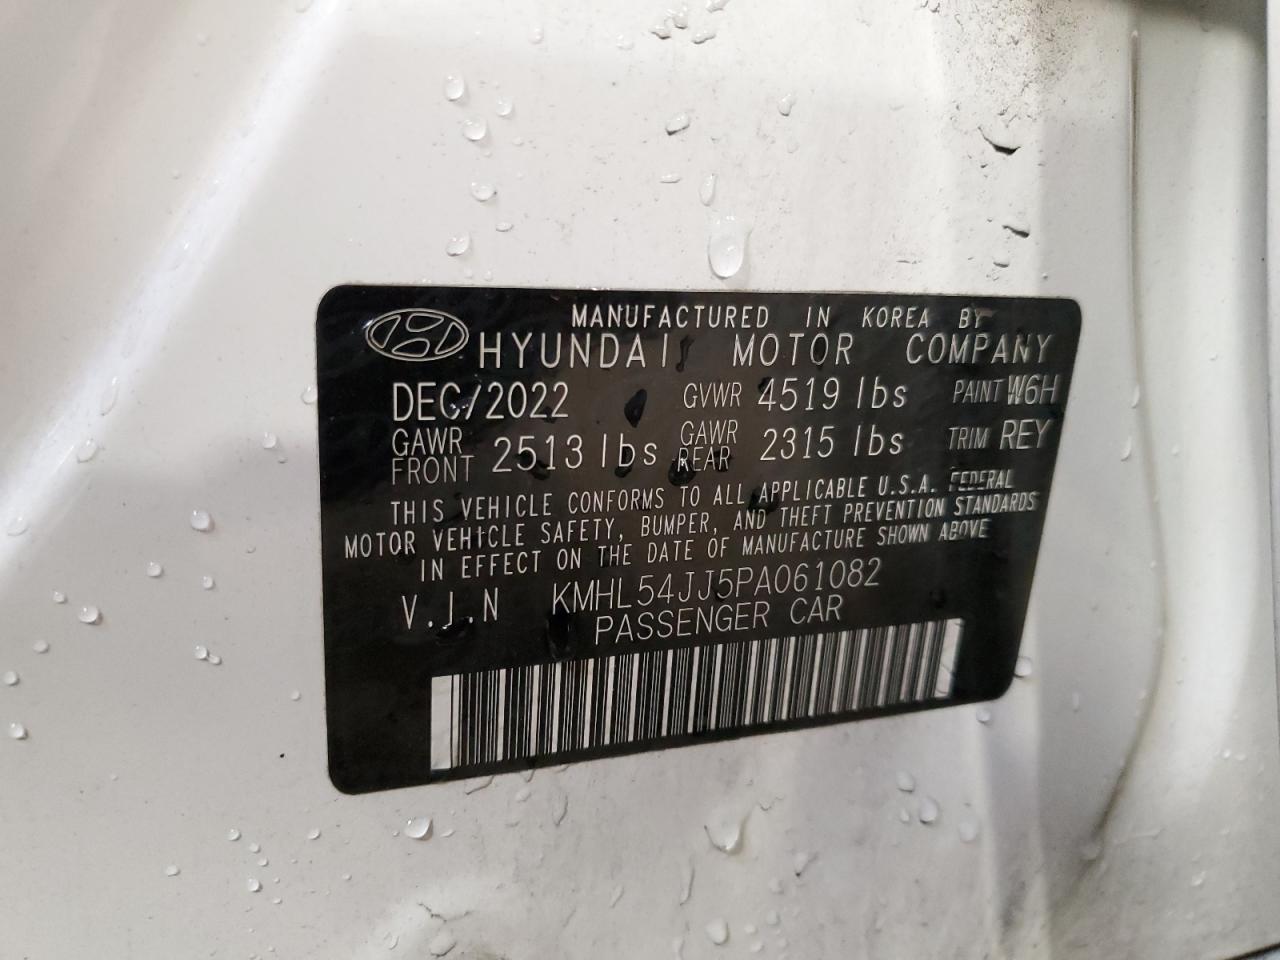 MANUFACTURED IN KOREA BY
HYUNDAI MOTOR COMPANY
DEC/2022 GVWR 4519 lbs PAINT W6H
GAWR FRONT 2513 lbs GAWR REAR 2315 lbs TRIM REY
THIS VEHICLE CONFORMS TO ALL APPLICABLE U.S.A. FEDERAL
MOTOR VEHICLE SAFETY, BUMPER, AND THEFT PREVENTION STANDARDS
IN EFFECT ON THE DATE OF MANUFACTURE SHOWN ABOVE
V.I.N KMHL54JJ5PA061082
PASSENGER CAR